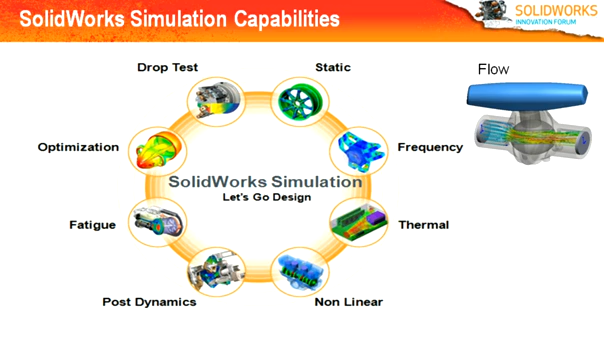 SolidWorks Simulation Capabilities
SOLIDWORKS
INNOVATION FORUM
Drop Test
Static
Flow
Optimization
Frequency
SolidWorks Simulation
Let's Go Design
Fatigue
Thermal
Post Dynamics
Non Linear